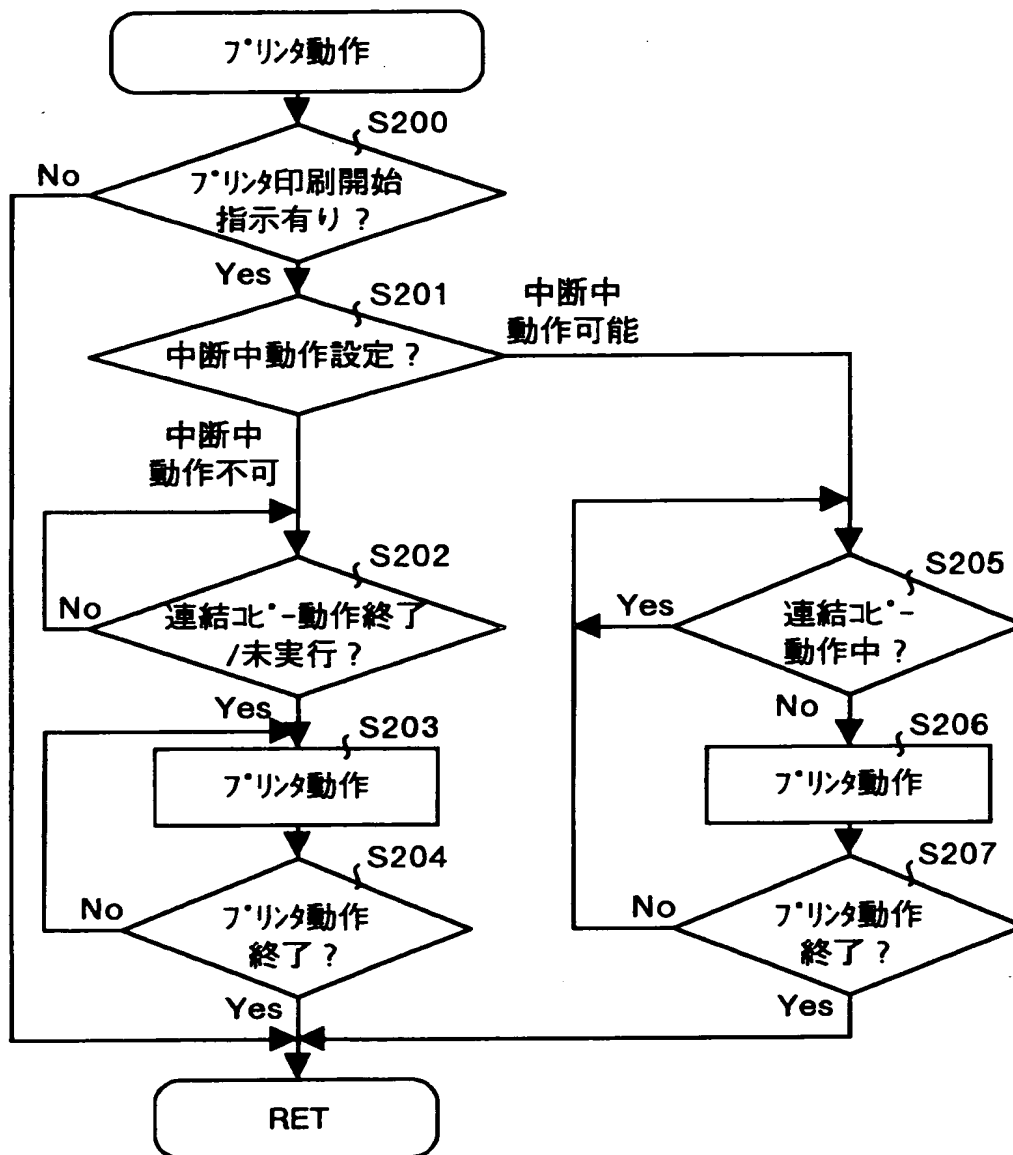 プリンタ動作
S200
No
プリンタ印刷開始
指示有り？
Yes
S201
中断中
動作可能
中断中動作設定？
中断中
動作不可
S202
No
連結コピー動作終了
/未実行？
Yes
S205
Yes
連結コピー
動作中？
No
S203
プリンタ動作
S206
プリンタ動作
S204
No
プリンタ動作
終了？
Yes
S207
No
プリンタ動作
終了？
Yes
RET